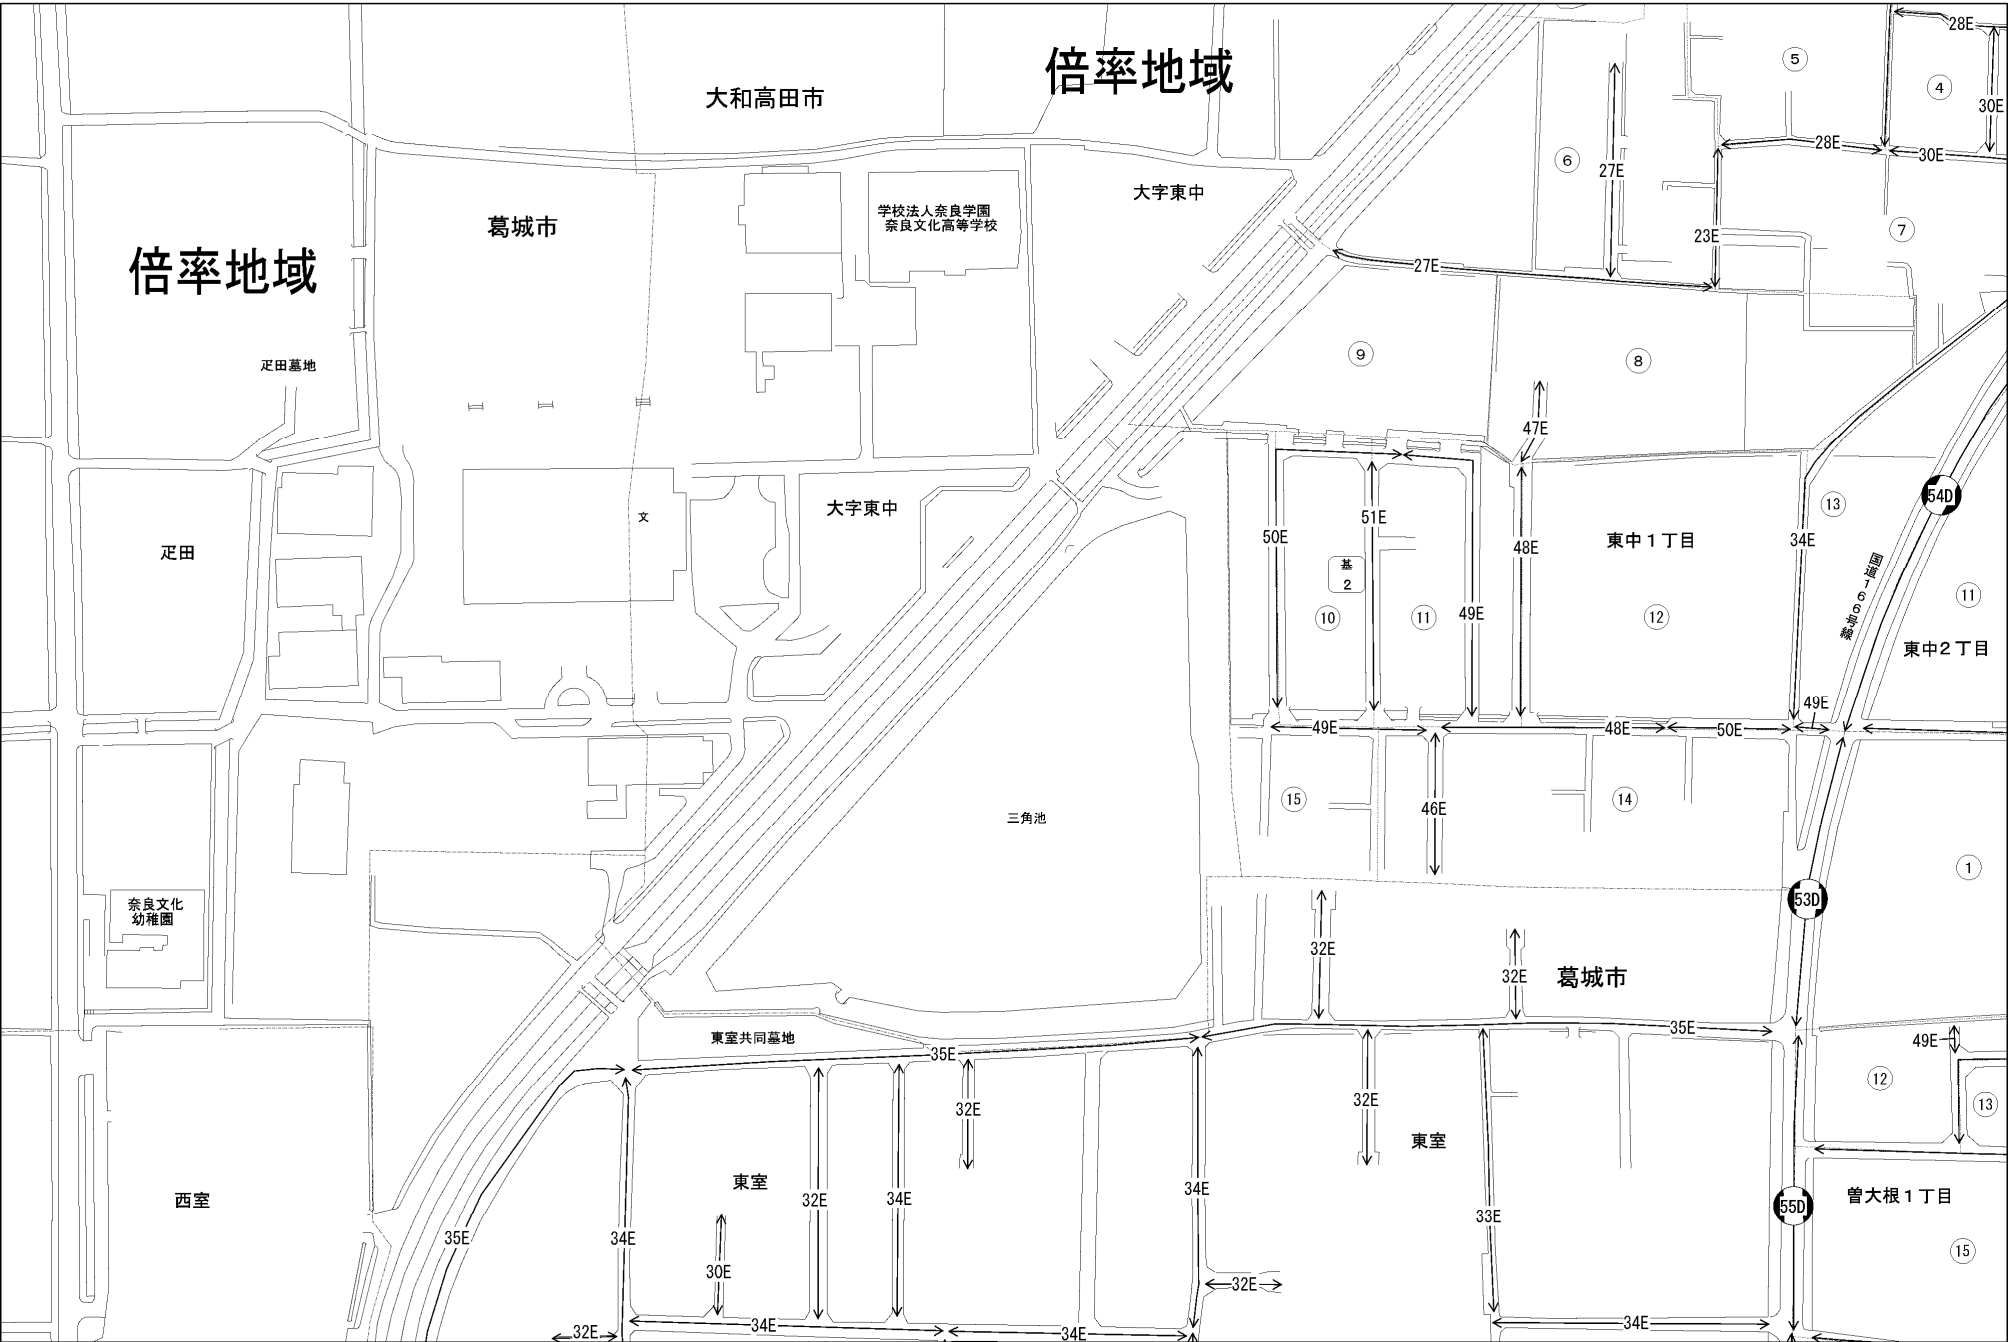 倍率地域
大和高田市
28E
⑤
④
30E
28E
30E
⑥
27E
大字東中
学校法人奈良学園
奈良文化高等学校
葛城市
倍率地域
23E
⑦
27E
疋田墓地
⑨
⑧
47E
文
大字東中
疋田
50E
51E
48E
東中１丁目
34E
⑬
54D
国道166号線
基
2
⑩
⑪
49E
⑫
⑪
東中２丁目
49E
48E
50E
49E
46E
⑮
⑭
三角池
①
53D
奈良文化
幼稚園
32E
32E
葛城市
東室共同墓地
35E
35E
49E
⑫
⑬
32E
32E
東室
西室
東室
32E
34E
34E
33E
55D
曽大根１丁目
35E
34E
30E
32E
⑮
32E
34E
34E
34E